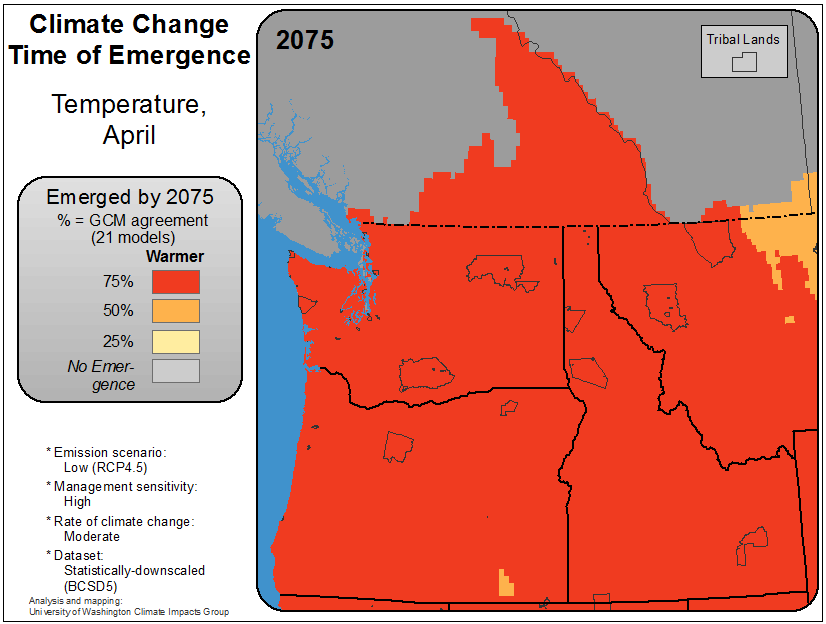 Climate Change
Time of Emergence
Temperature,
April
Emerged by 2075
% = GCM agreement
(21 models)
Warmer
75%
50%
25%
No Emer-
gence
* Emission scenario:
Low (RCP4.5)
* Management sensitivity:
High
* Rate of climate change:
Moderate
* Dataset:
Statistically-downscaled
(BCSD5)
Analysis and mapping:
University of Washington Climate Impacts Group
2075
Tribal Lands